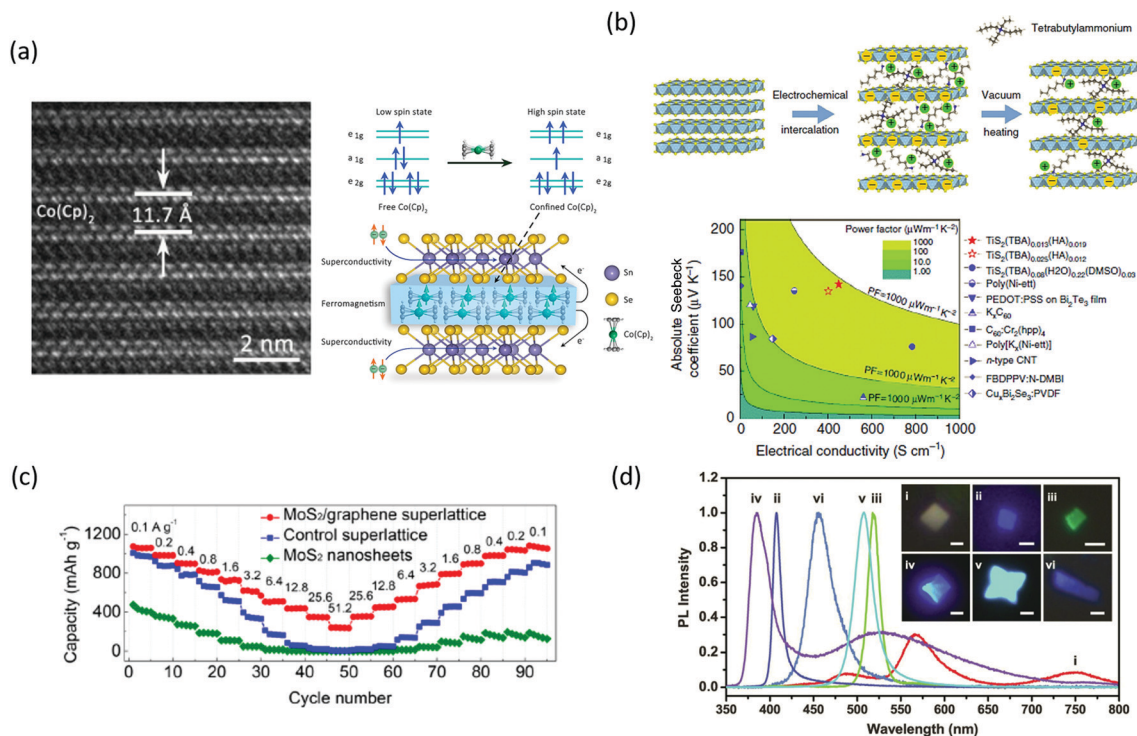 (a)
Co(Cp)₂
11.7 Å
2 nm
Low spin state
High spin state
e 1g
e 1g
a 1g
a 1g
e 2g
e 2g
Free Co(Cp)₂
Confined Co(Cp)₂
Superconductivity
Ferromagnetism
Superconductivity
e⁻
e⁻
Sn
Se
Co(Cp)₂
(b)
Tetrabutylammonium
Electrochemical
intercalation
Vacuum
heating
Absolute Seebeck
coefficient (μV K⁻¹)
200
150
100
50
0
Power factor (μWm⁻¹ K⁻²)
1000
100
10.0
1.00
PF=1000 μWm⁻¹ K⁻²
PF=1000 μWm⁻¹ K⁻²
PF=1000 μWm⁻¹ K⁻²
0 200 400 600 800 1000
Electrical conductivity (S cm⁻¹)
TiS₂(TBA)₀.₀₁₃(HA)₀.₀₁₉
TiS₂(TBA)₀.₀₂₅(HA)₀.₀₁₂
TiS₂(TBA)₀.₀₈(H2O)₀.₂₂(DMSO)₀.₀₃
Poly(Ni-ett)
PEDOT:PSS on Bi₂Te₃ film
KₓC₆₀
C₆₀:Cr₂(hpp)₄
Poly[Kₓ(Ni-ett)]
n-type CNT
FBDPPV:N-DMBI
CuₓBi₂Se₃:PVDF
(c)
Capacity (mAh g⁻¹)
1200
800
400
0
0.1 A g⁻¹
0.2
0.4
0.8
1.6
3.2
6.4
12.8
25.6
51.2
25.6
12.8
6.4
3.2
1.6
0.8
0.4
0.2
0.1
MoS₂/graphene superlattice
Control superlattice
MoS₂ nanosheets
0 10 20 30 40 50 60 70 80 90
Cycle number
(d)
PL Intensity
1.2
1.0
0.8
0.6
0.4
0.2
0.0
iv
ii
vi
v
iii
i
i
ii
iii
iv
v
vi
350 400 450 500 550 600 650 700 750 800
Wavelength (nm)